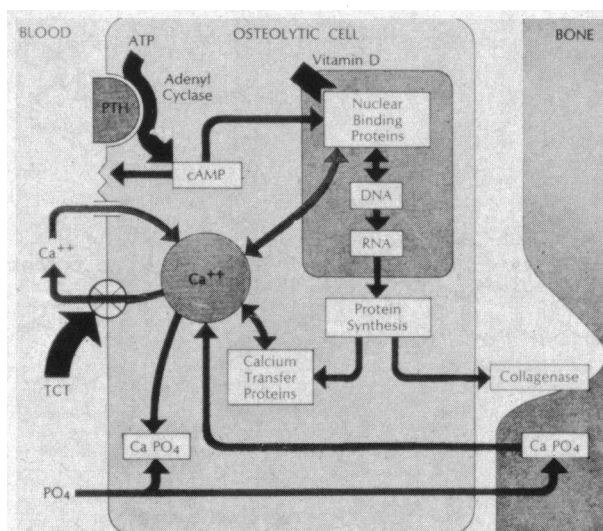 BLOOD
OSTEOLYTIC CELL
BONE
ATP
Adenyl
Cyclase
PTH
cAMP
Vitamin D
Nuclear
Binding
Proteins
DNA
RNA
Ca++
Ca++
TCT
Protein
Synthesis
Calcium
Transfer
Proteins
Collagenase
Ca PO4
Ca PO4
PO4